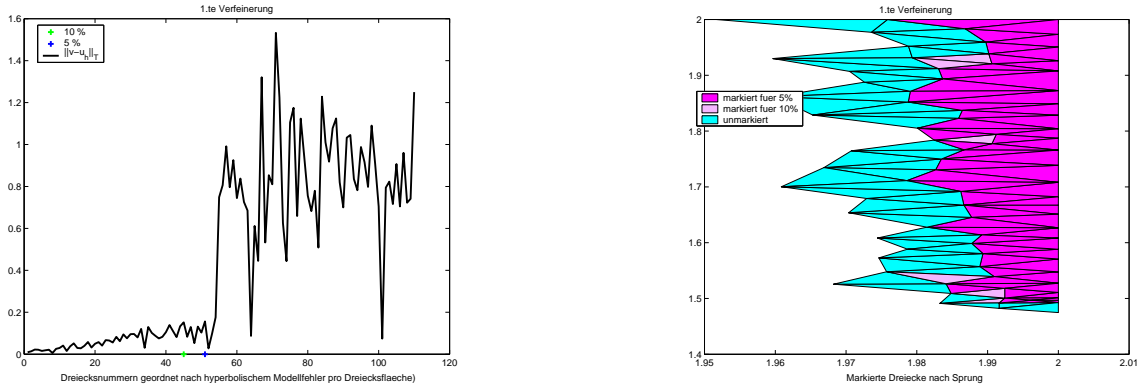 1.te Verfeinerung
1.6
1.4
1.2
1
0.8
0.6
0.4
0.2
0
10 %
5 %
||v−u_h||_T
0 20 40 60 80 100 120
Dreiecksnummern geordnet nach hyperbolischem Modellfehler pro Dreiecksflaeche)
1.te Verfeinerung
2
1.9
1.8
1.7
1.6
1.5
1.4
markiert fuer 5%
markiert fuer 10%
unmarkiert
1.95 1.96 1.97 1.98 1.99 2 2.01
Markierte Dreiecke nach Sprung